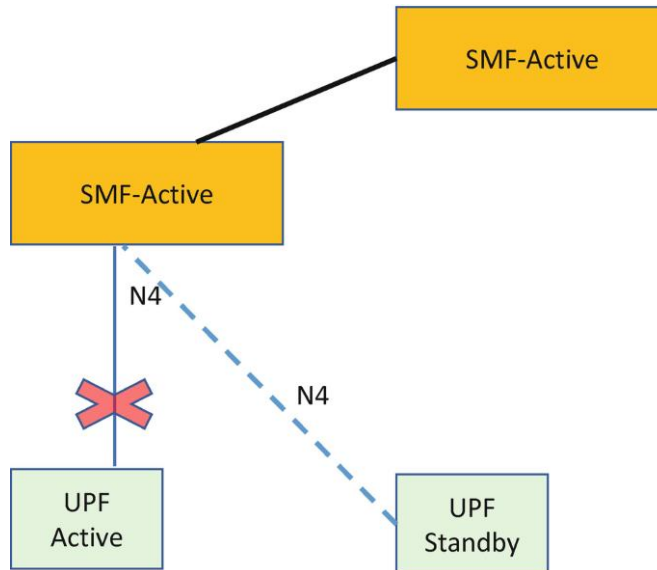 SMF-Active
SMF-Active
N4
N4
UPF
Active
UPF
Standby